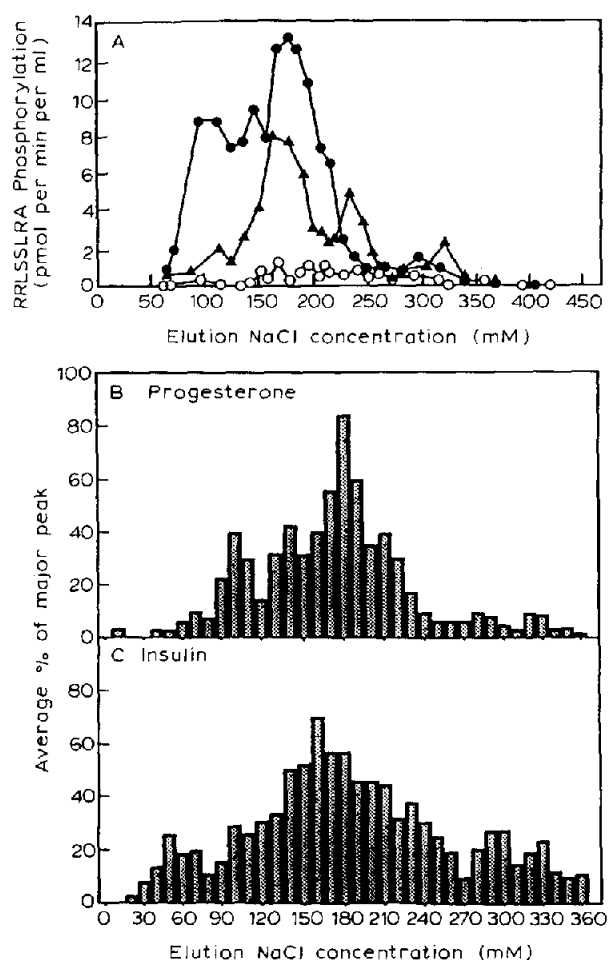 A
RRLSSLRA Phosphorylation
(pmol per min per ml)
14
12
10
8
6
4
2
0
0 50 100 150 200 250 300 350 400 450
Elution NaCl concentration (mM)
B Progesterone
100
80
60
40
20
0
C Insulin
80
60
40
20
0
Average % of major peak
0 30 60 90 120 150 180 210 240 270 300 330 360
Elution NaCl concentration (mM)